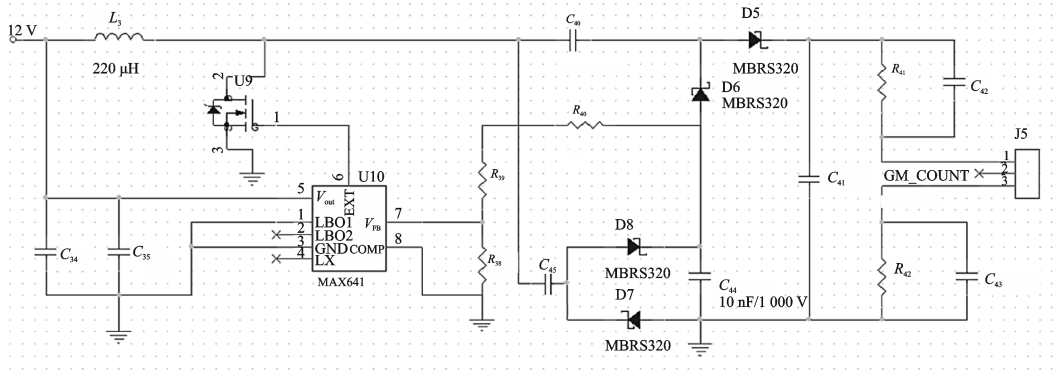 12 V
L₃
220 μH
C₄₀
D5
MBRS320
D6
MBRS320
R₄₁
C₄₂
2
U9
1
3
R₄₀
J5
1
2
3
GM_COUNT
6
U10
R₃₉
C₄₁
5
V_out
EXT
1
LBO1
V_FB
7
2
LBO2
3
GND
COMP
8
4
LX
MAX641
C₃₄
C₃₅
R₃₈
D8
MBRS320
C₄₅
C₄₄
10 nF/1 000 V
D7
MBRS320
R₄₂
C₄₃